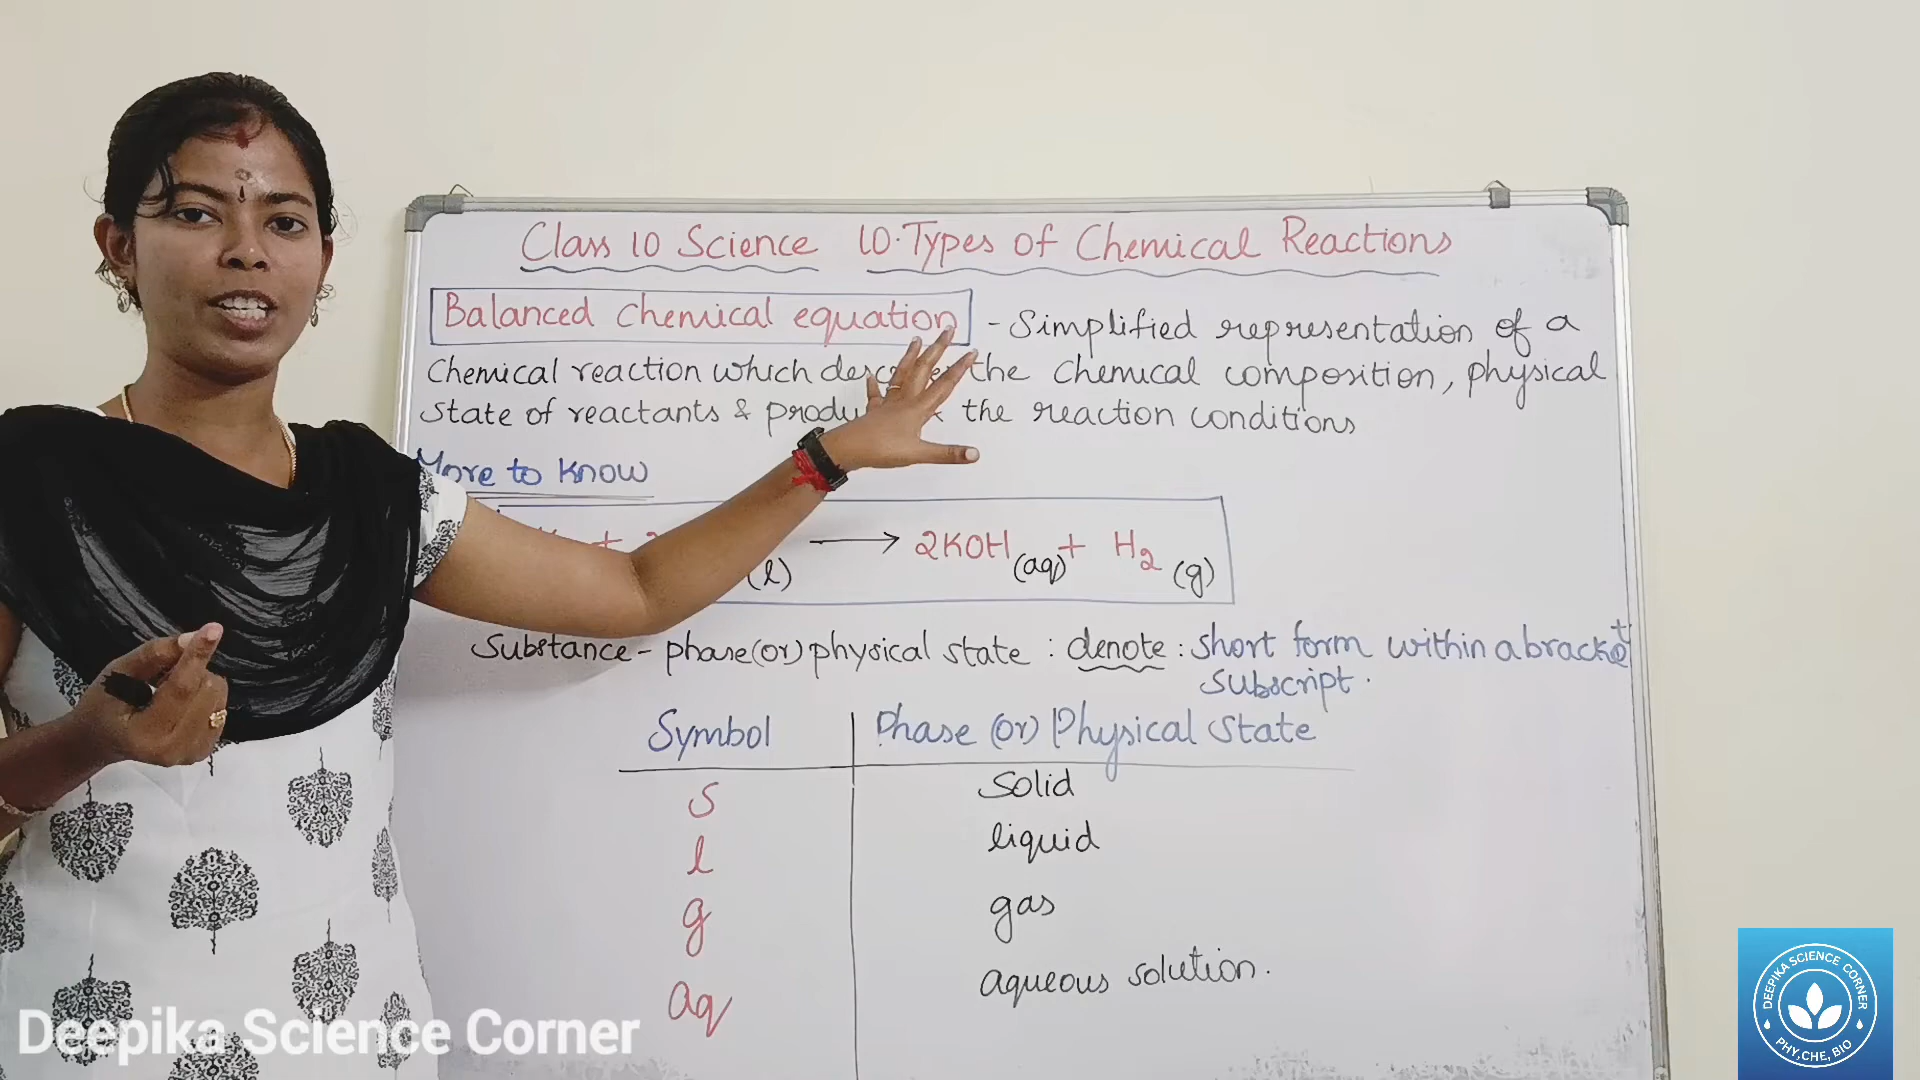 Class 10 Science 10. Types of Chemical Reactions
Balanced chemical equation - Simplified representation of a
Chemical reaction which the chemical composition, physical
State of reactants & the reaction conditions
More to know
+ (l) → 2KOH (aq) + H2 (g)
Substance - phase (or) physical state : denote : short form within a bracket
Subscript.
Symbol Phase (or) Physical State
s Solid
l liquid
g gas
aq aqueous solution.
Deepika Science Corner
DEEPIKA SCIENCE CORNER
PHY, CHE, BIO